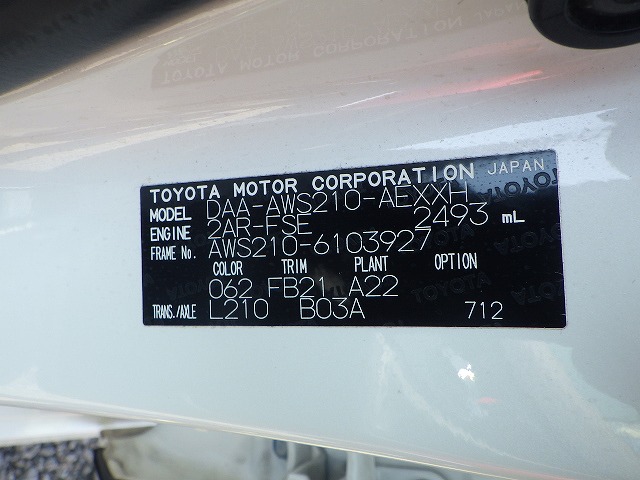 TOYOTA MOTOR CORPORATION JAPAN
MODEL DAA-AWS210-AEXXH
ENGINE 2AR-FSE 2493 mL
FRAME No. AWS210-6103927
COLOR TRIM PLANT OPTION
062 FB21 A22
TRANS./AXLE L210 B03A 712